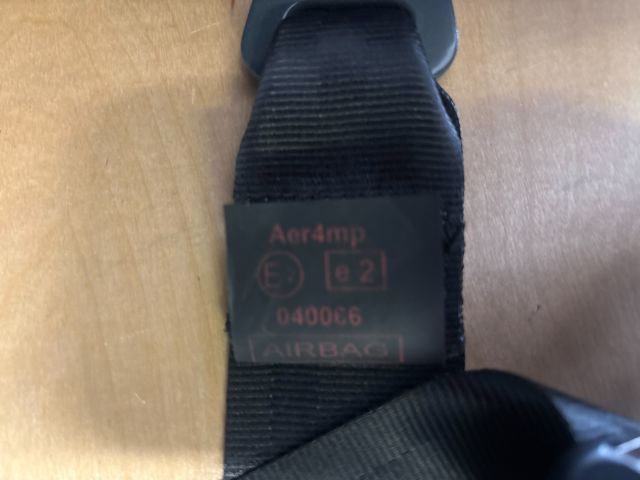 Aer4mp
E
e 2
040066
AIRBAG